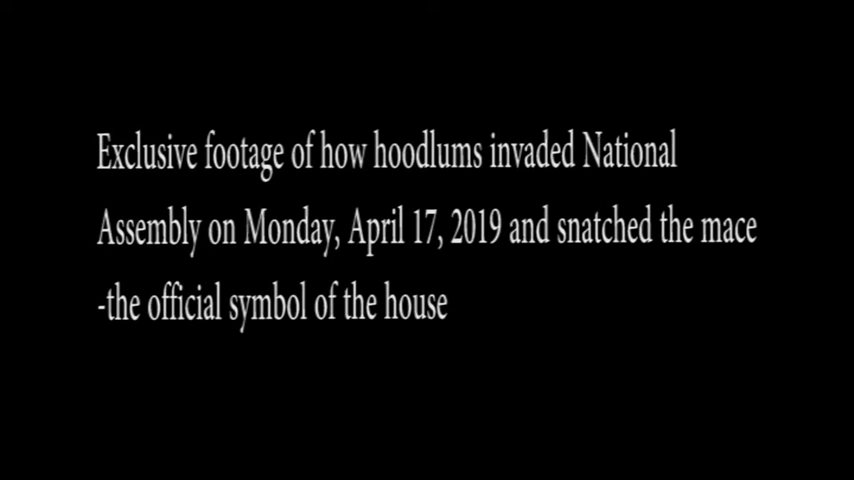 Exclusive footage of how hoodlums invaded National
Assembly on Monday, April 17, 2019 and snatched the mace
-the official symbol of the house